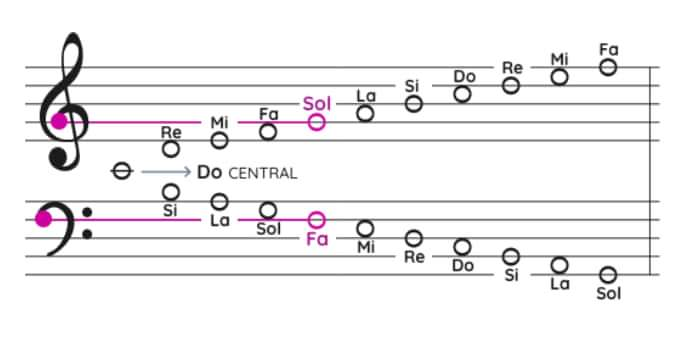 Re Mi Fa Sol La Si Do Re Mi Fa
Do CENTRAL
Si La Sol Fa Mi Re Do Si La Sol